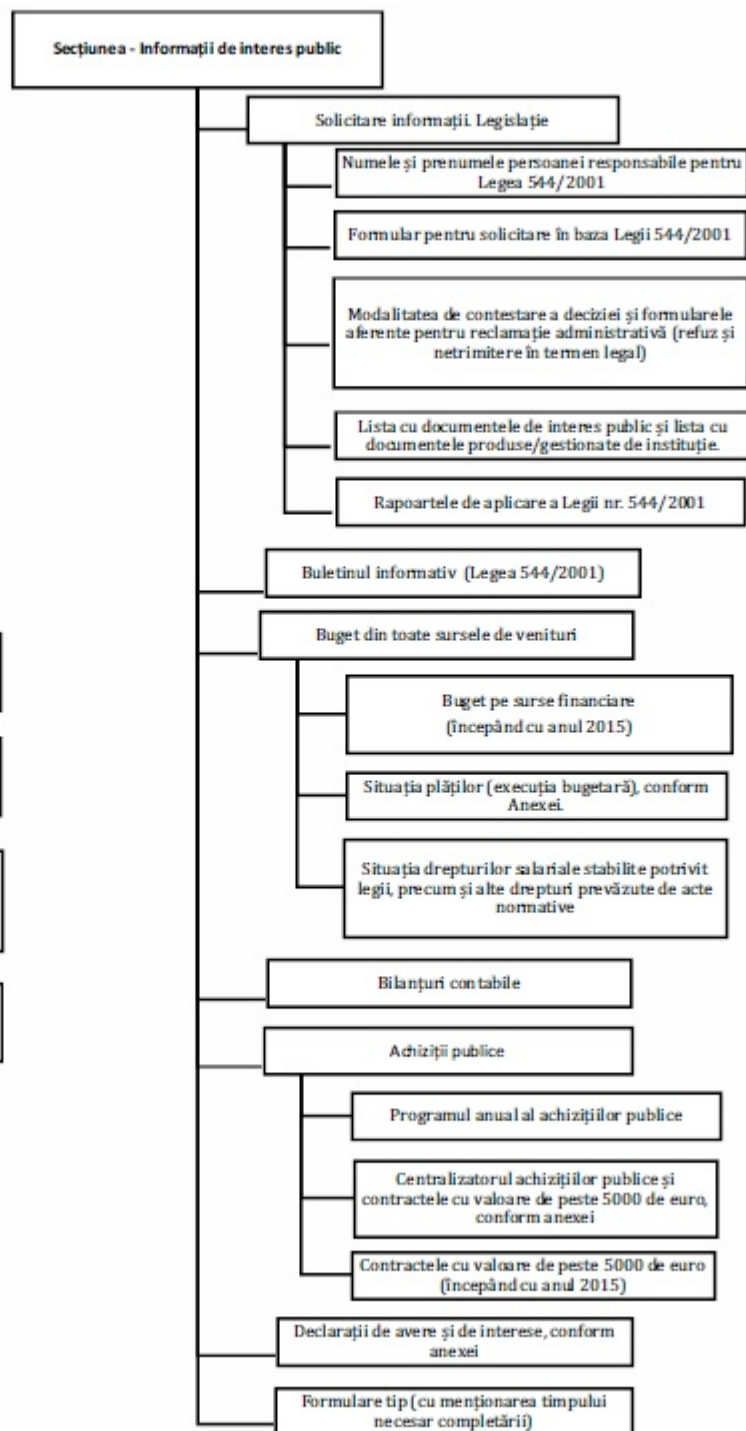 Secțiunea - Informații de interes public
Solicitare informații. Legislație
Numele și prenumele persoanei responsabile pentru
Legea 544/2001
Formular pentru solicitare în baza Legii 544/2001
Modalitatea de contestare a deciziei și formularele
aferente pentru reclamație administrativă (refuz și
netrimitere în termen legal)
Lista cu documentele de interes public și lista cu
documentele produse/gestionate de instituție.
Rapoartele de aplicare a Legii nr. 544/2001
Buletinul informativ (Legea 544/2001)
Buget din toate sursele de venituri
Buget pe surse financiare
(începând cu anul 2015)
Situația plăților (execuția bugetară), conform
Anexei.
Situația drepturilor salariale stabilite potrivit
legii, precum și alte drepturi prevăzute de acte
normative
Bilanțuri contabile
Achiziții publice
Programul anual al achizițiilor publice
Centralizatorul achizițiilor publice și
contractele cu valoare de peste 5000 de euro,
conform anexei
Contractele cu valoare de peste 5000 de euro
(începând cu anul 2015)
Declarații de avere și de interese, conform
anexei
Formulare tip (cu menționarea timpului
necesar completării)